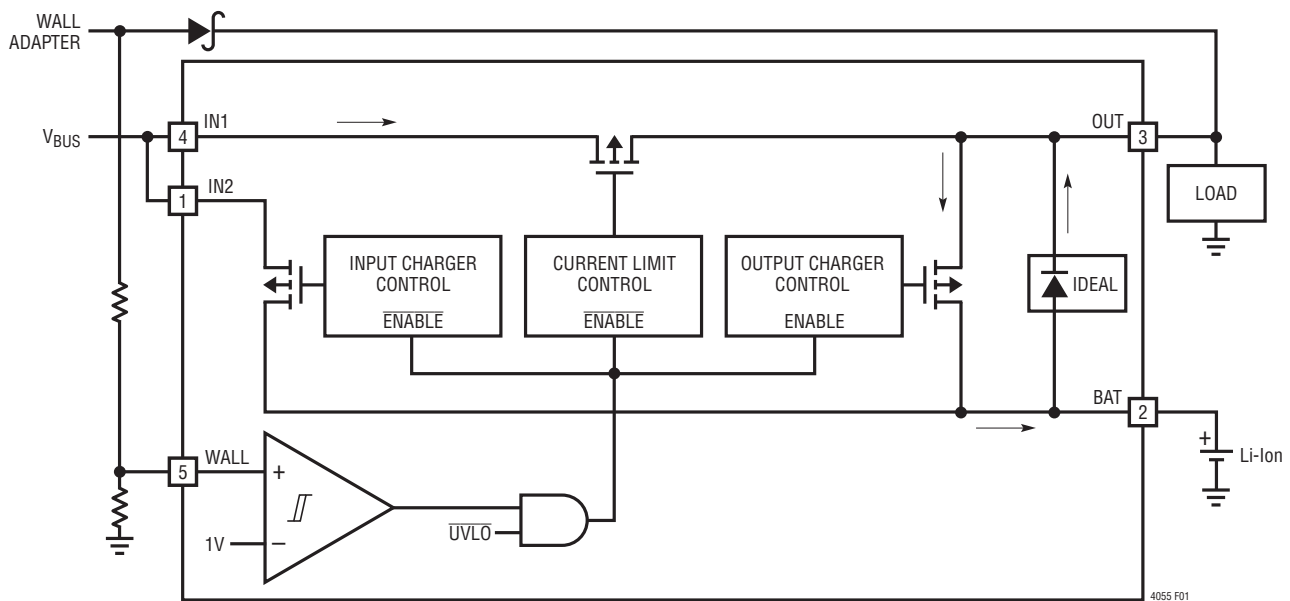 WALL
ADAPTER
VBUS
4
IN1
1
IN2
OUT
3
LOAD
INPUT CHARGER
CONTROL
ENABLE
CURRENT LIMIT
CONTROL
ENABLE
OUTPUT CHARGER
CONTROL
ENABLE
IDEAL
BAT
2
+
Li-Ion
5
WALL
+
1V
−
UVLO
4055 F01